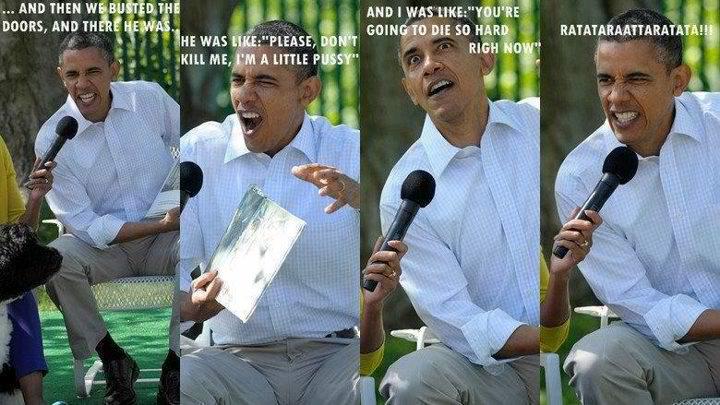 ... AND THEN WE BUSTED THE
DOORS, AND THERE HE WAS..
HE WAS LIKE:"PLEASE, DON'T
KILL ME, I'M A LITTLE PUSSY"
AND I WAS LIKE:"YOU'RE
GOING TO DIE SO HARD
RIGH NOW"
RATATARAATTARATATA!!!